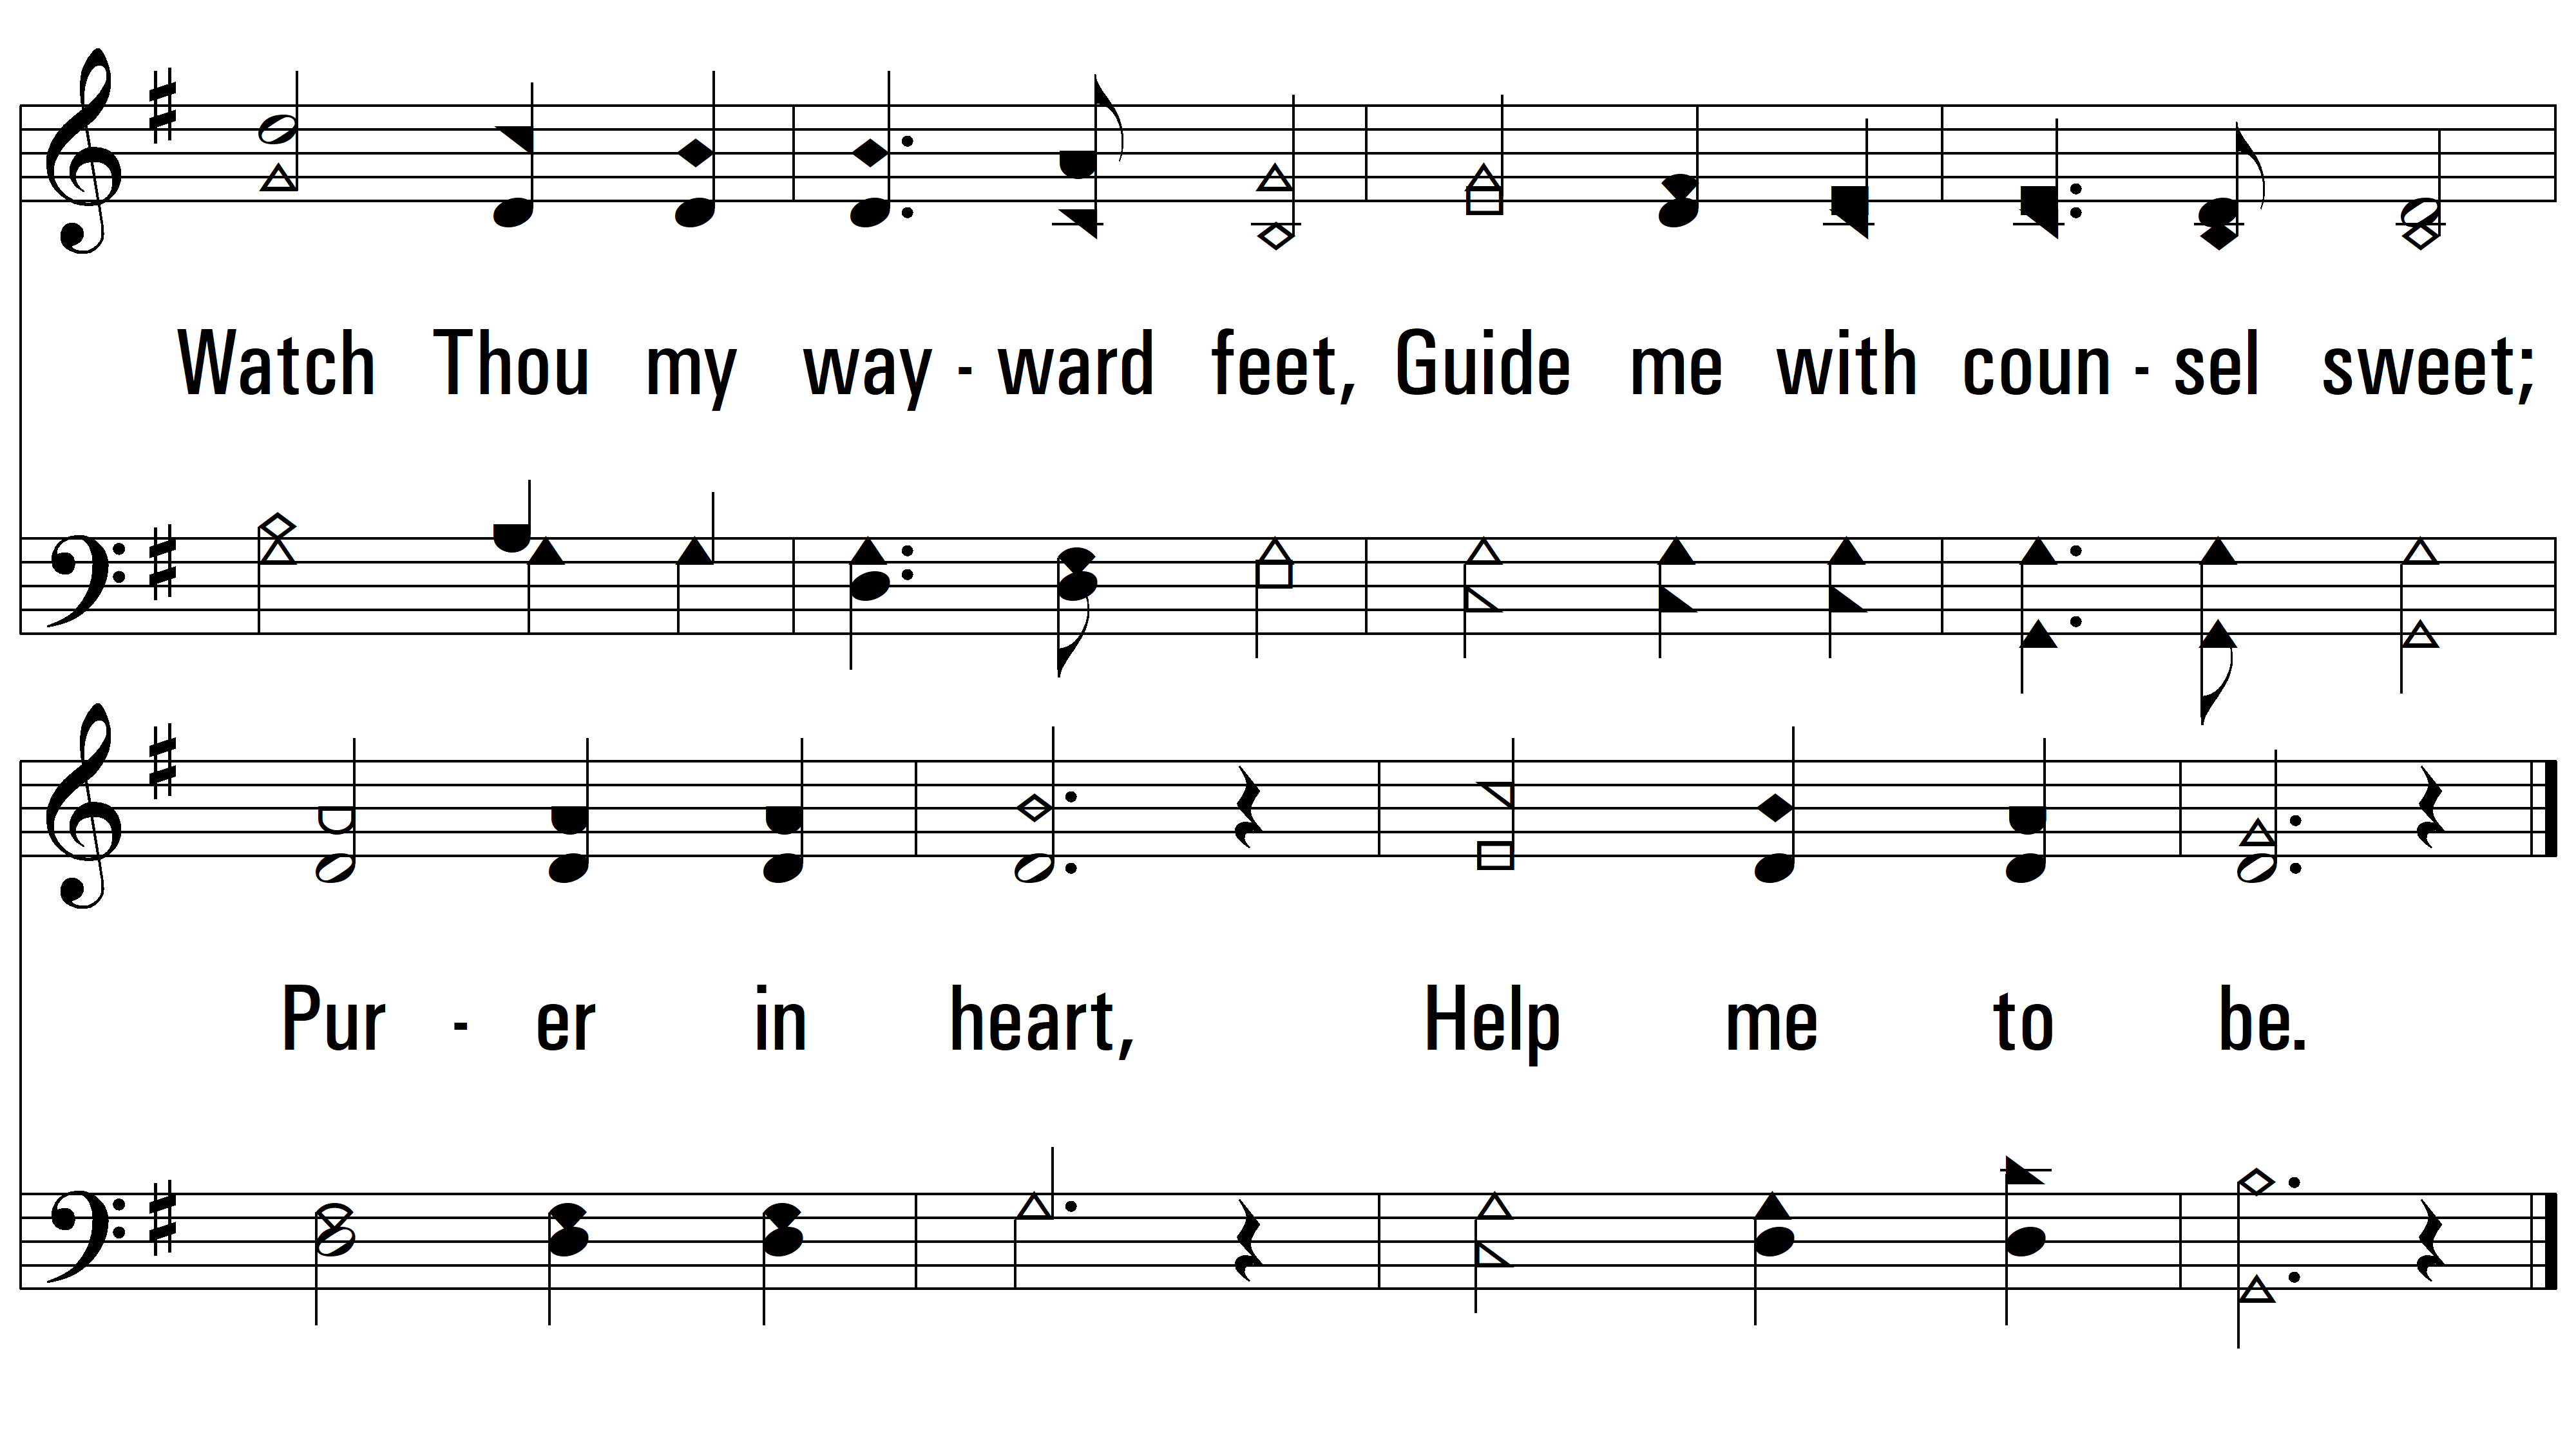 Watch Thou my way - ward feet, Guide me with coun - sel sweet;
Pur - er in heart, Help me to be.